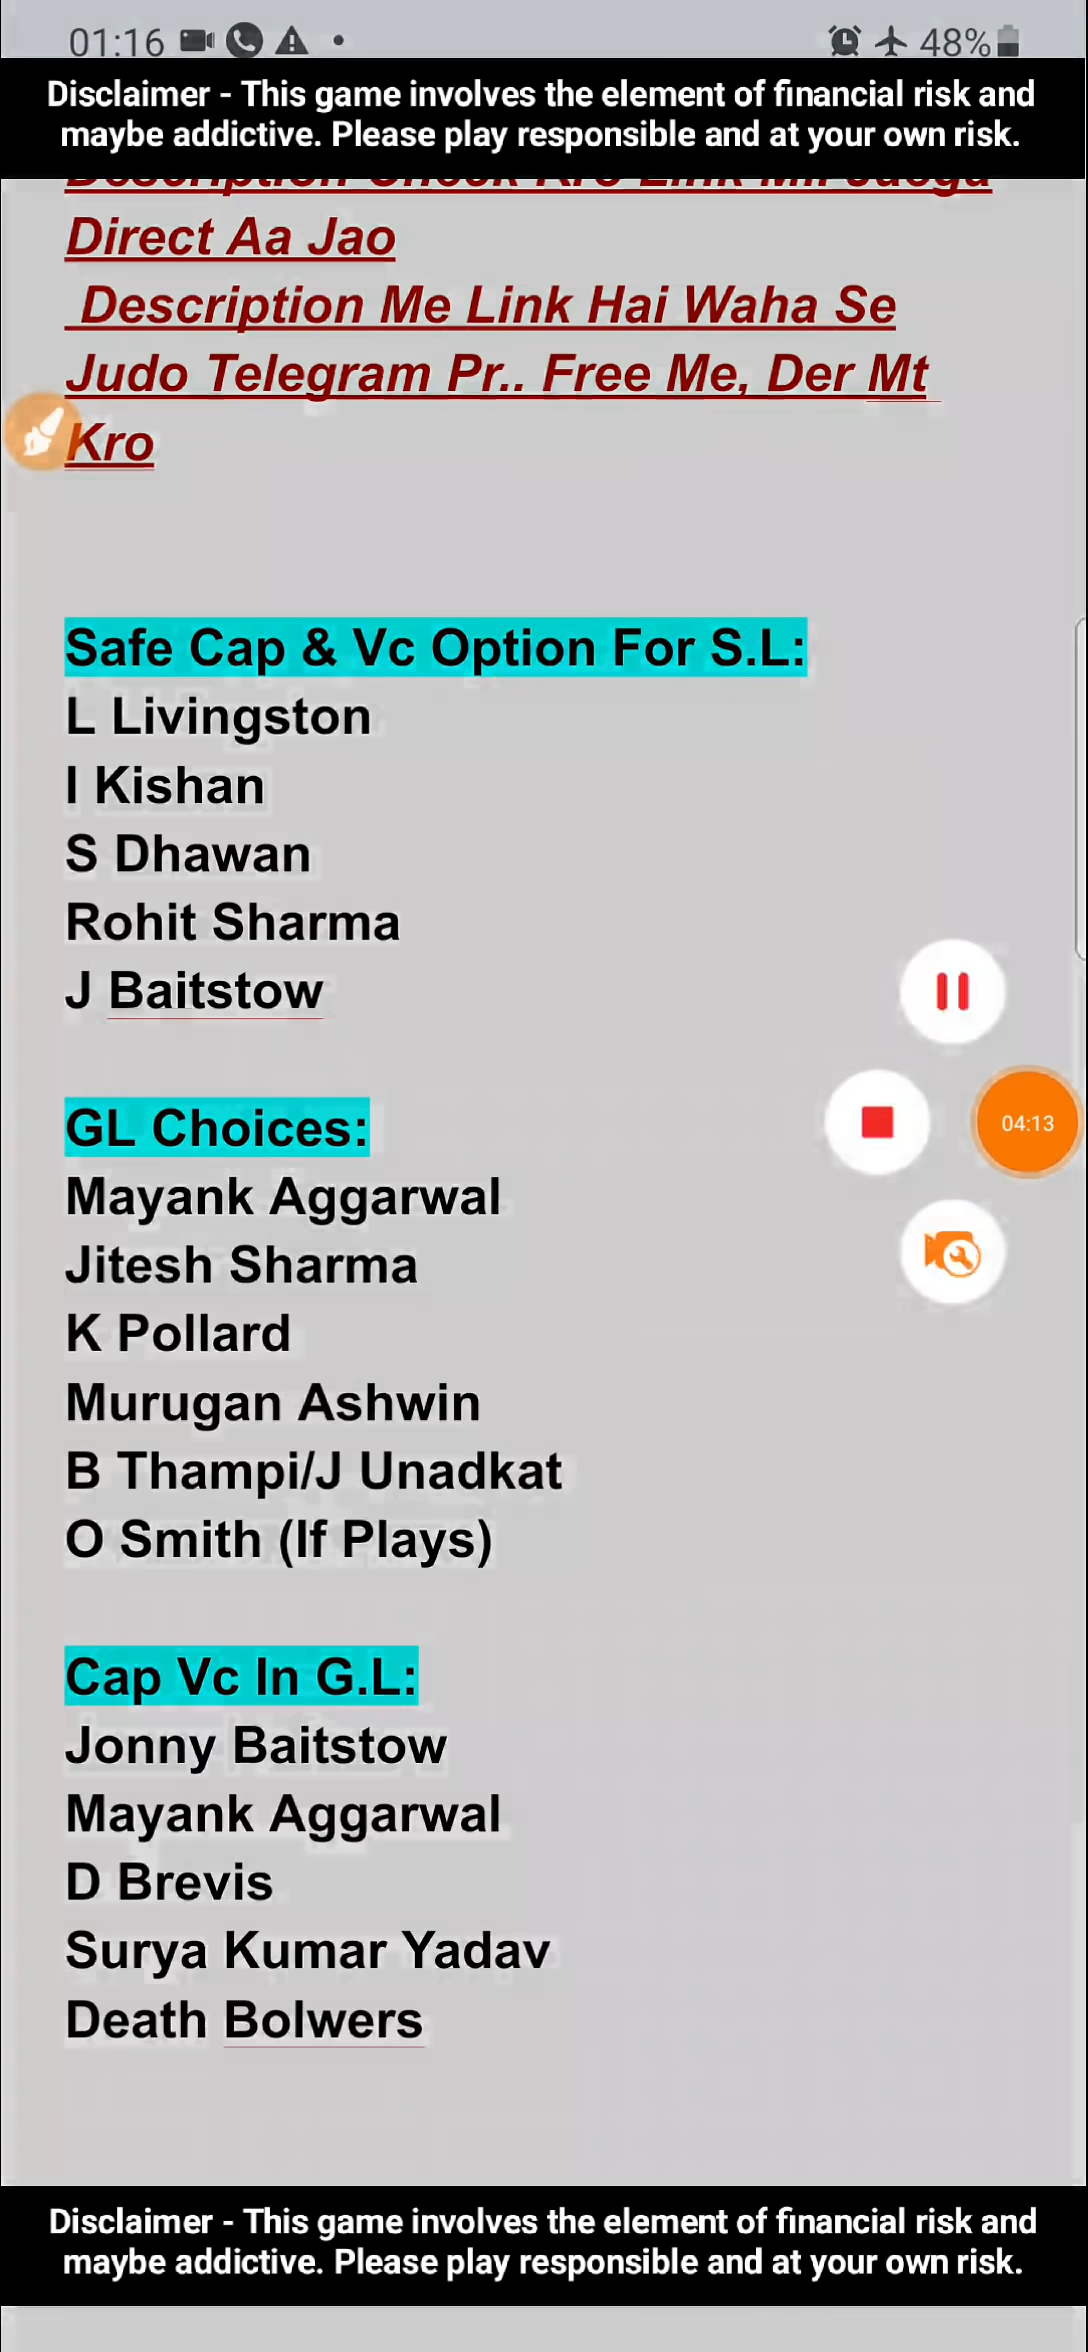 01:16
48%
Disclaimer - This game involves the element of financial risk and
maybe addictive. Please play responsible and at your own risk.
Direct Aa Jao
Description Me Link Hai Waha Se
Judo Telegram Pr.. Free Me, Der Mt
Kro
Safe Cap & Vc Option For S.L:
L Livingston
I Kishan
S Dhawan
Rohit Sharma
J Baitstow
GL Choices:
04:13
Mayank Aggarwal
Jitesh Sharma
K Pollard
Murugan Ashwin
B Thampi/J Unadkat
O Smith (If Plays)
Cap Vc In G.L:
Jonny Baitstow
Mayank Aggarwal
D Brevis
Surya Kumar Yadav
Death Bolwers
Disclaimer - This game involves the element of financial risk and
maybe addictive. Please play responsible and at your own risk.